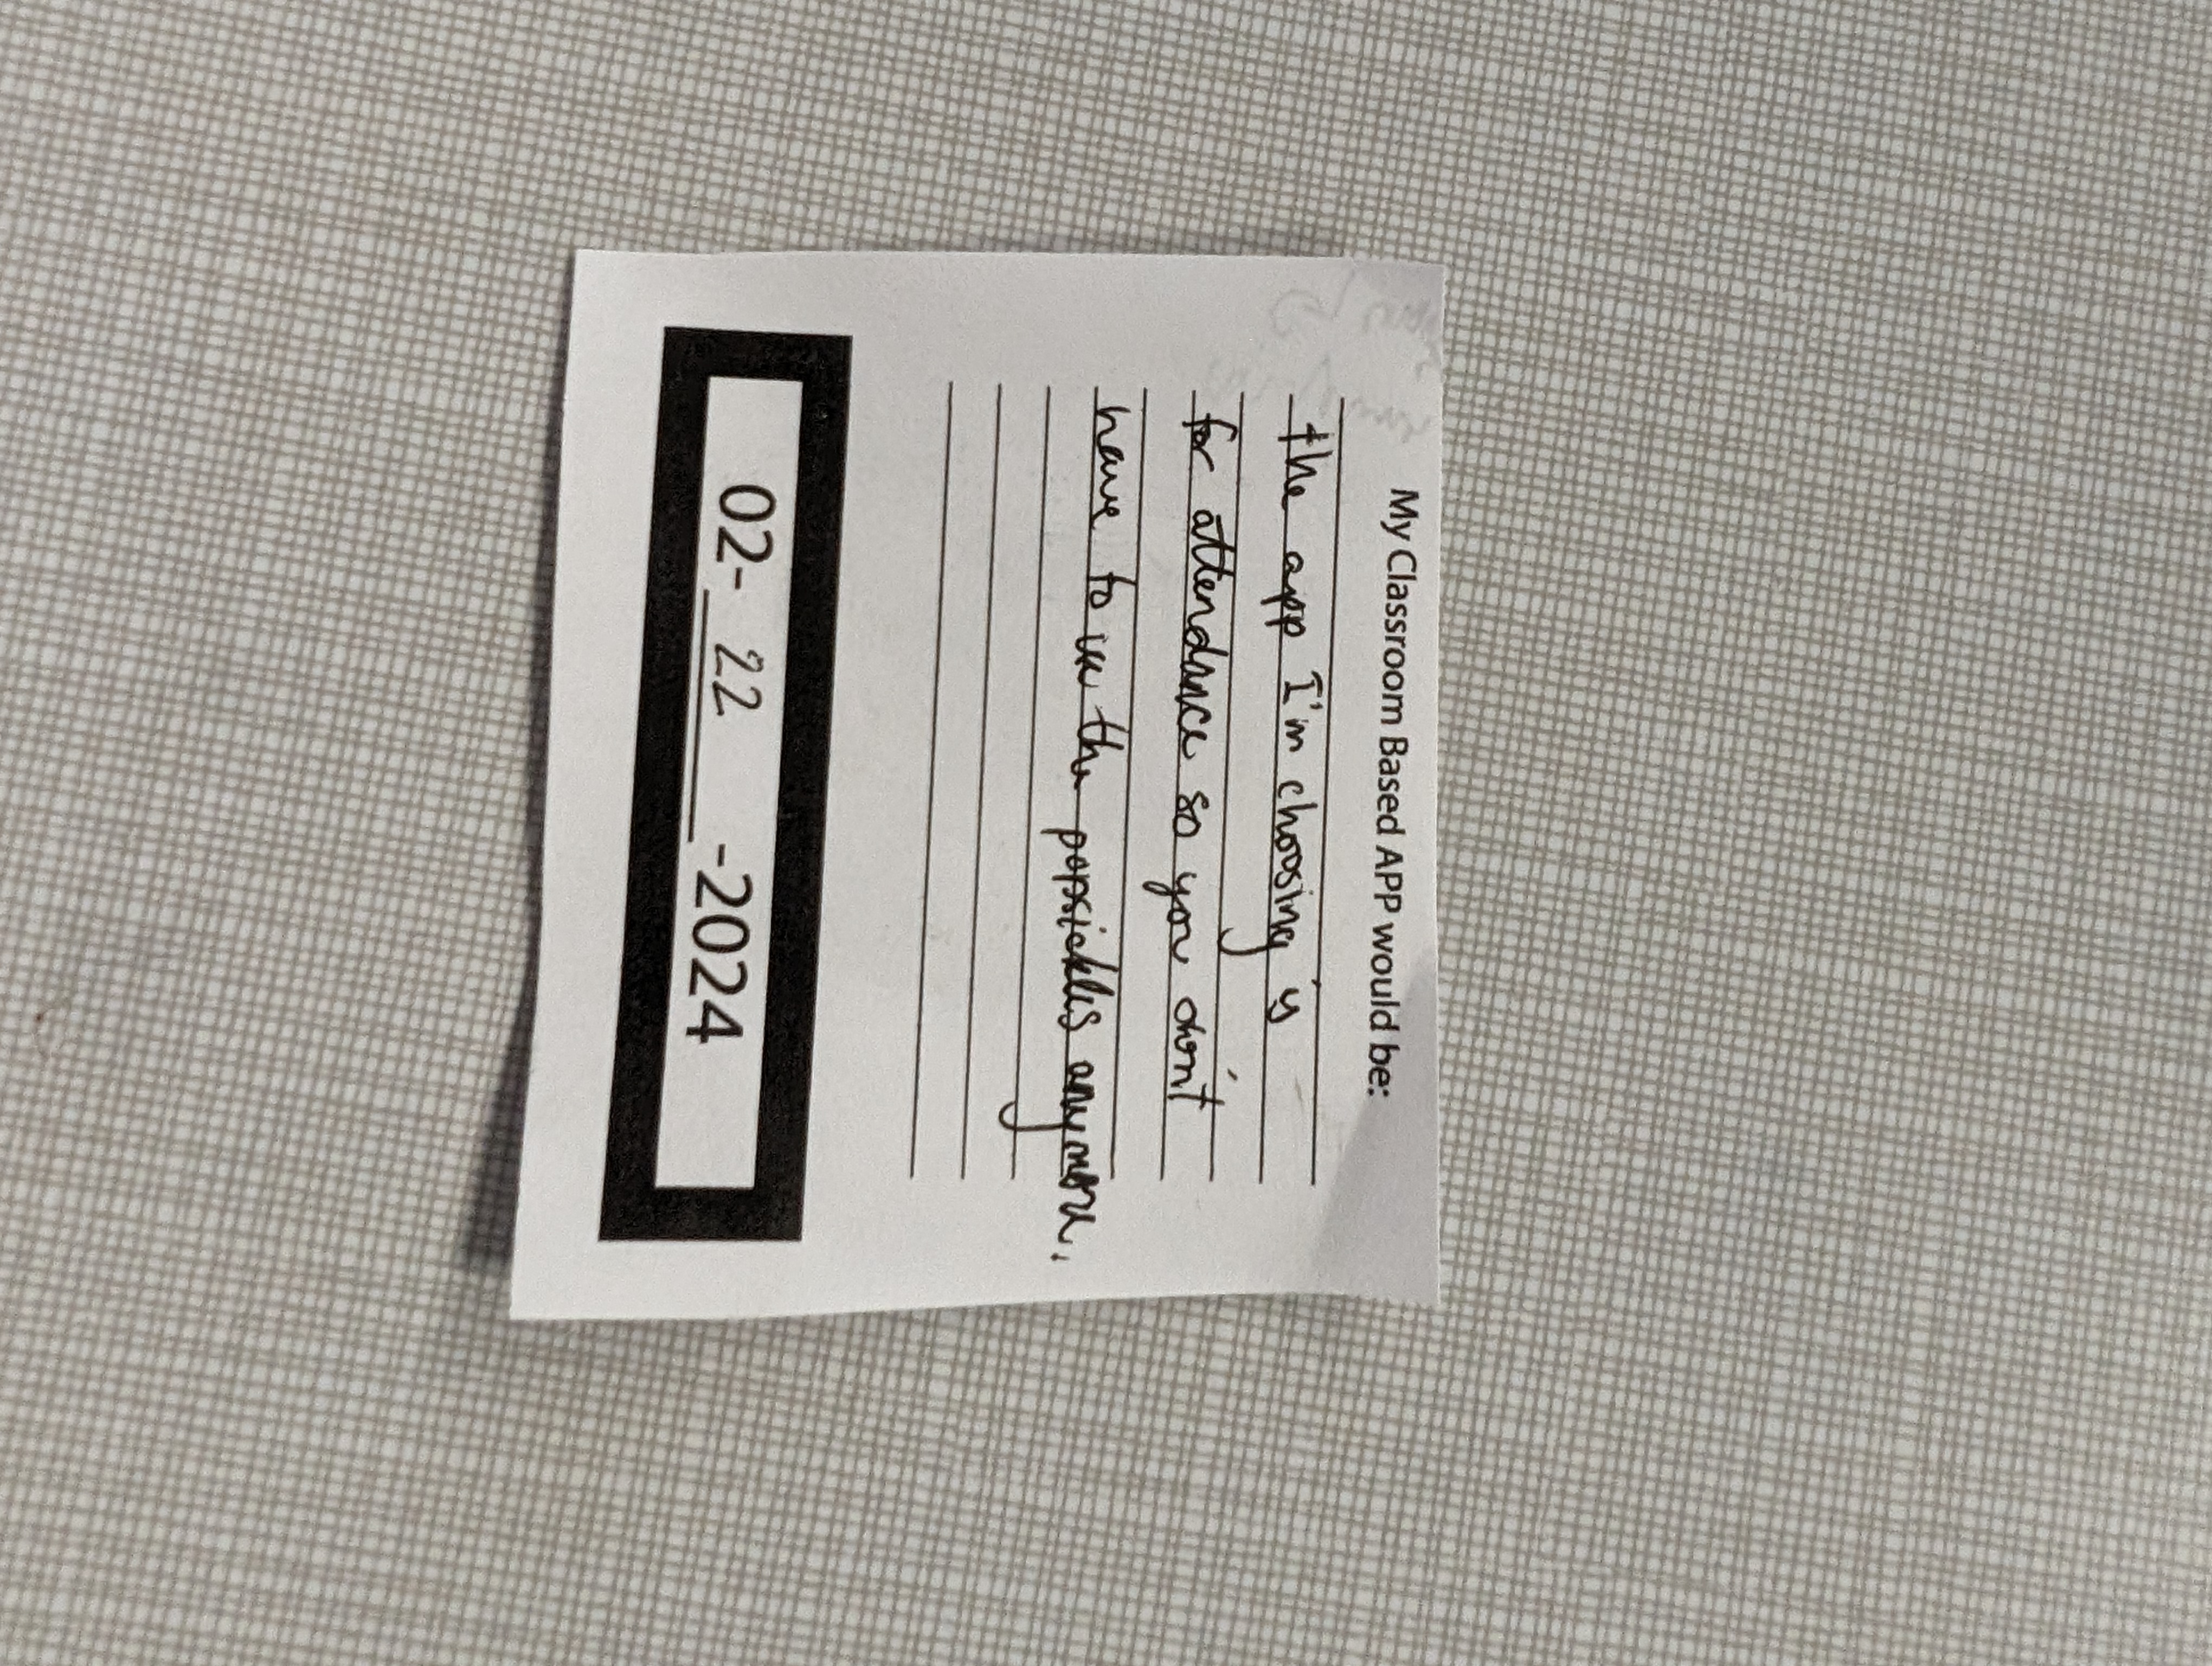 My Classroom Based APP would be:
the app I'm choosing is
for attendance so you don't
have to use the popsickles anymore.
02- 22 -2024